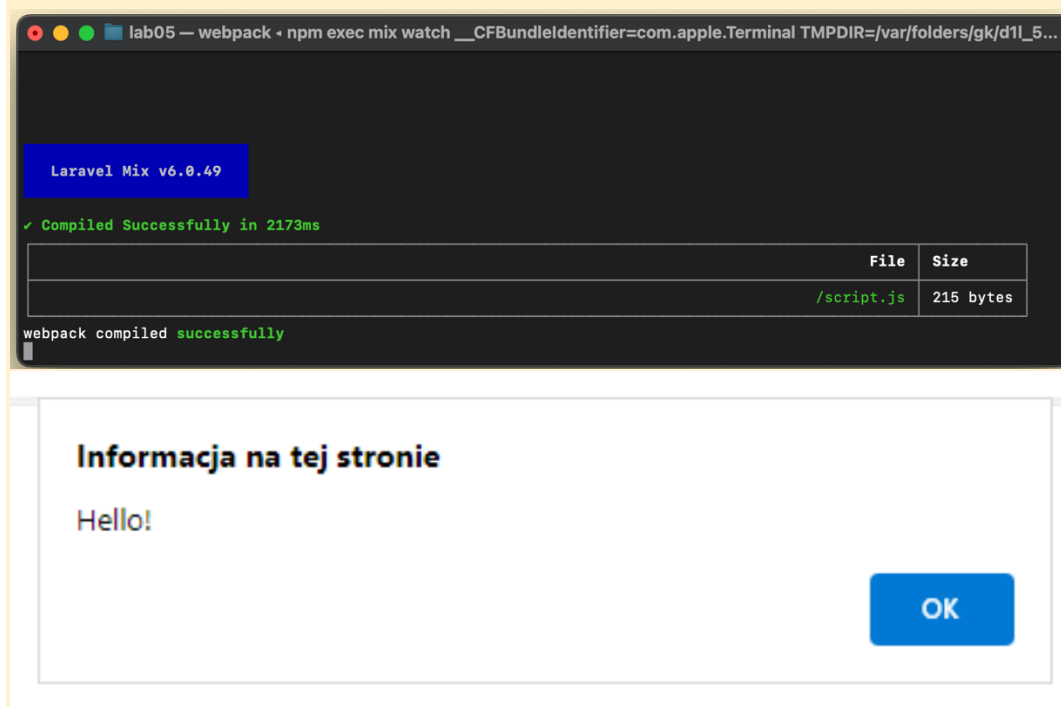 lab05 — webpack ◂ npm exec mix watch __CFBundleIdentifier=com.apple.Terminal TMPDIR=/var/folders/gk/d1l_5...
Laravel Mix v6.0.49
✔ Compiled Successfully in 2173ms
File Size
/script.js 215 bytes
webpack compiled successfully
Informacja na tej stronie
Hello!
OK